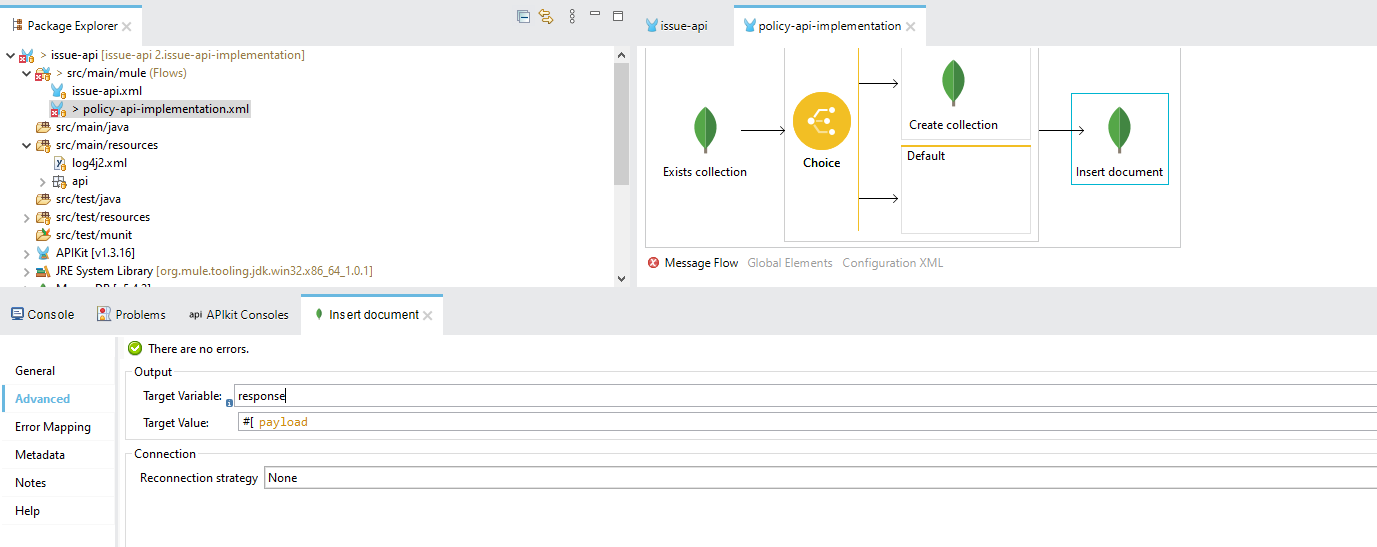 Package Explorer
> issue-api [issue-api 2.issue-api-implementation]
> src/main/mule (Flows)
issue-api.xml
> policy-api-implementation.xml
src/main/java
src/main/resources
log4j2.xml
api
src/test/java
src/test/resources
src/test/munit
APIKit [v1.3.16]
JRE System Library [org.mule.tooling.jdk.win32.x86_64_1.0.1]
issue-api
policy-api-implementation
Exists collection
Choice
Create collection
Default
Insert document
Message Flow Global Elements Configuration XML
Console Problems api APIkit Consoles Insert document
There are no errors.
General
Advanced
Error Mapping
Metadata
Notes
Help
Output
Target Variable: response
Target Value: #[ payload
Connection
Reconnection strategy None